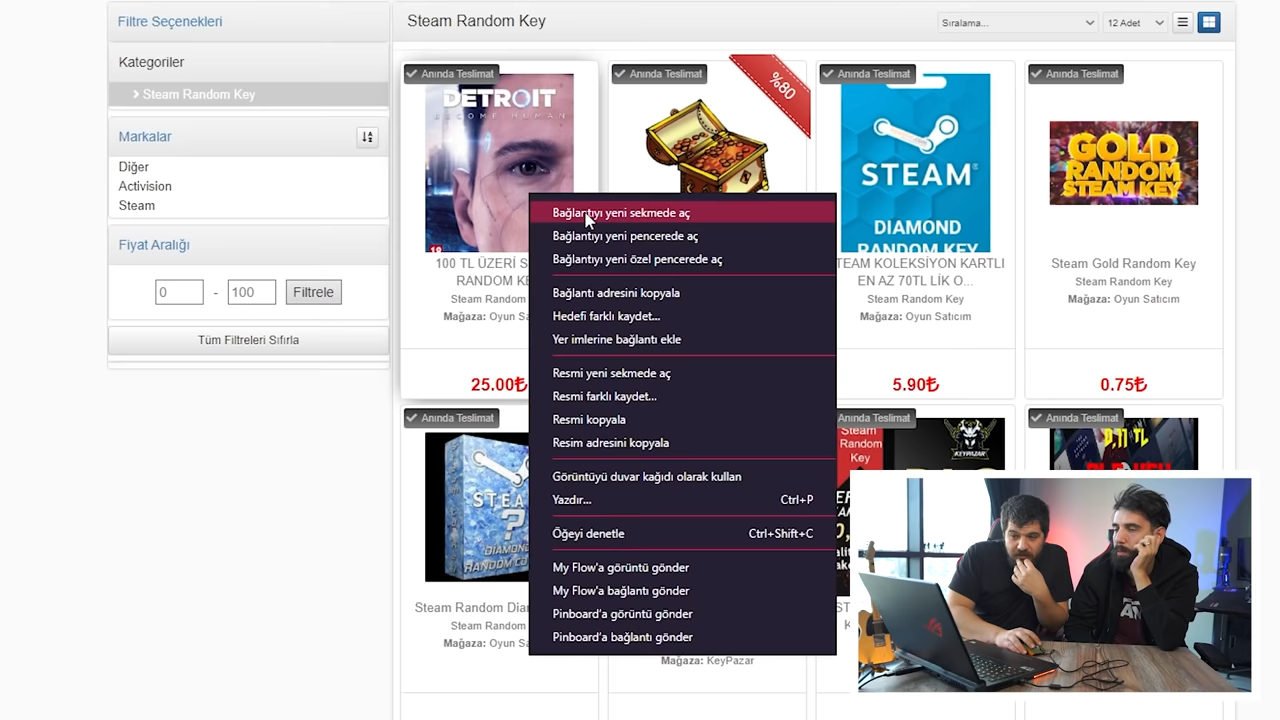 Filtre Seçenekleri
Kategoriler
Steam Random Key
Markalar
Diğer
Activision
Steam
Fiyat Aralığı
0 - 100 Filtrele
Tüm Filtreleri Sıfırla
Steam Random Key
Sıralama...
12 Adet
Anında Teslimat
DETROIT
BECOME HUMAN
18
100 TL ÜZERİ
RANDOM
Steam Random
Mağaza: Oyun
25.00₺
Anında Teslimat
%80
Anında Teslimat
STEAM
DIAMOND
RANDOM KEY
KOLEKSİYON KARTLI
EN AZ 70TL LİK O...
Steam Random Key
Mağaza: Oyun Satıcım
5.90₺
Anında Teslimat
GOLD
RANDOM
STEAM KEY
Steam Gold Random Key
Steam Random Key
Mağaza: Oyun Satıcım
0.75₺
Bağlantıyı yeni sekmede aç
Bağlantıyı yeni pencerede aç
Bağlantıyı yeni özel pencerede aç
Bağlantı adresini kopyala
Hedefi farklı kaydet...
Yer imlerine bağlantı ekle
Resmi yeni sekmede aç
Resmi farklı kaydet...
Resmi kopyala
Resim adresini kopyala
Görüntüyü duvar kağıdı olarak kullan
Yazdır... Ctrl+P
Öğeyi denetle Ctrl+Shift+C
My Flow'a görüntü gönder
My Flow'a bağlantı gönder
Pinboard'a görüntü gönder
Pinboard'a bağlantı gönder
Anında Teslimat
STEAM
?
DIAMOND
RANDOM
Steam Random
Steam Random
Mağaza: Oyun
Mağaza: KeyPazar
Anında Teslimat
Steam
Random
Key
KEYPAZAR
Anında Teslimat
0,11 TL